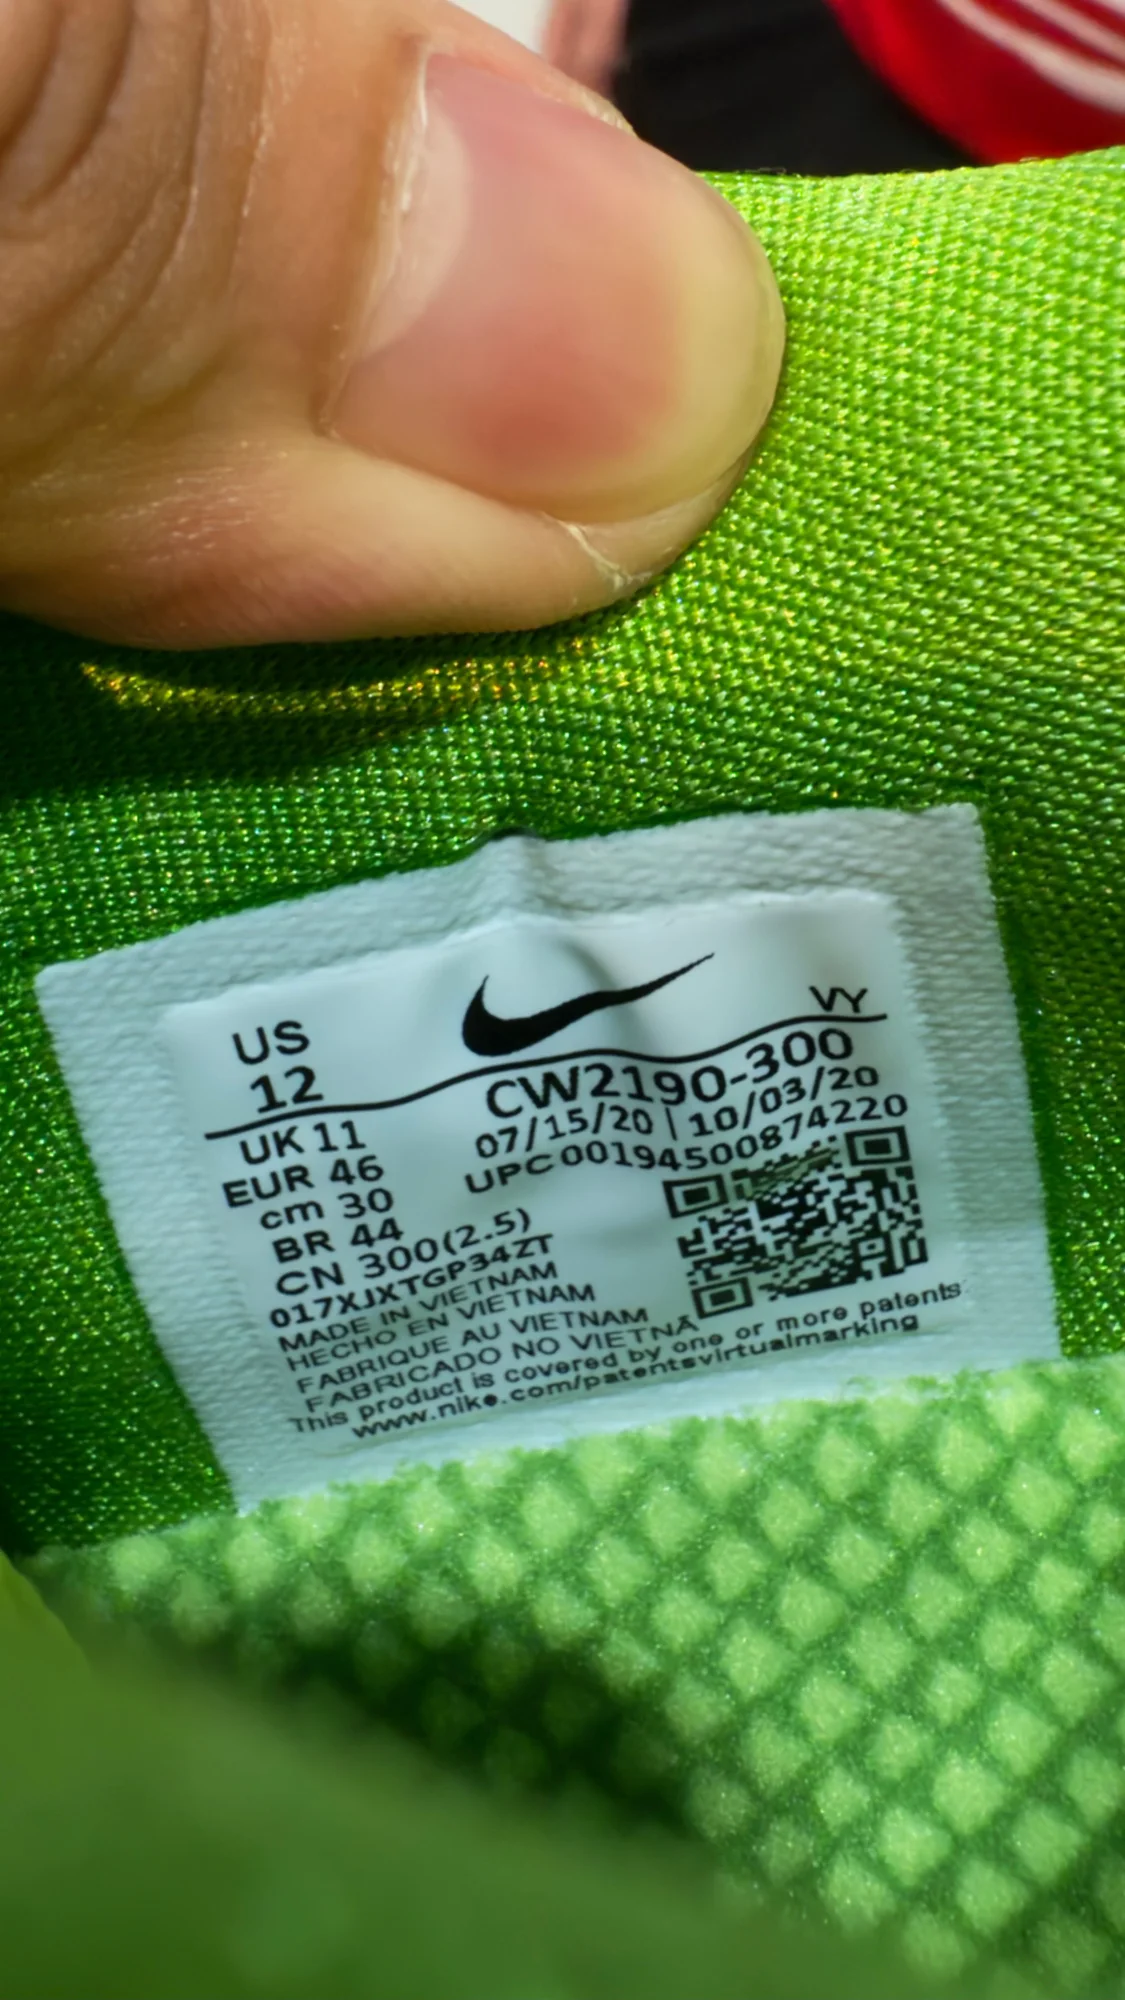 VY
US
12
CW2190-300
07/15/20 | 10/03/20
UPC 00194500874220
UK 11
EUR 46
cm 30
BR 44
CN 300(2.5)
017XJXTGP34ZT
MADE IN VIETNAM
HECHO EN VIETNAM
FABRIQUE AU VIETNAM
FABRICADO NO VIETNÃ
This product is covered by one or more patents
www.nike.com/patentsvirtualmarking